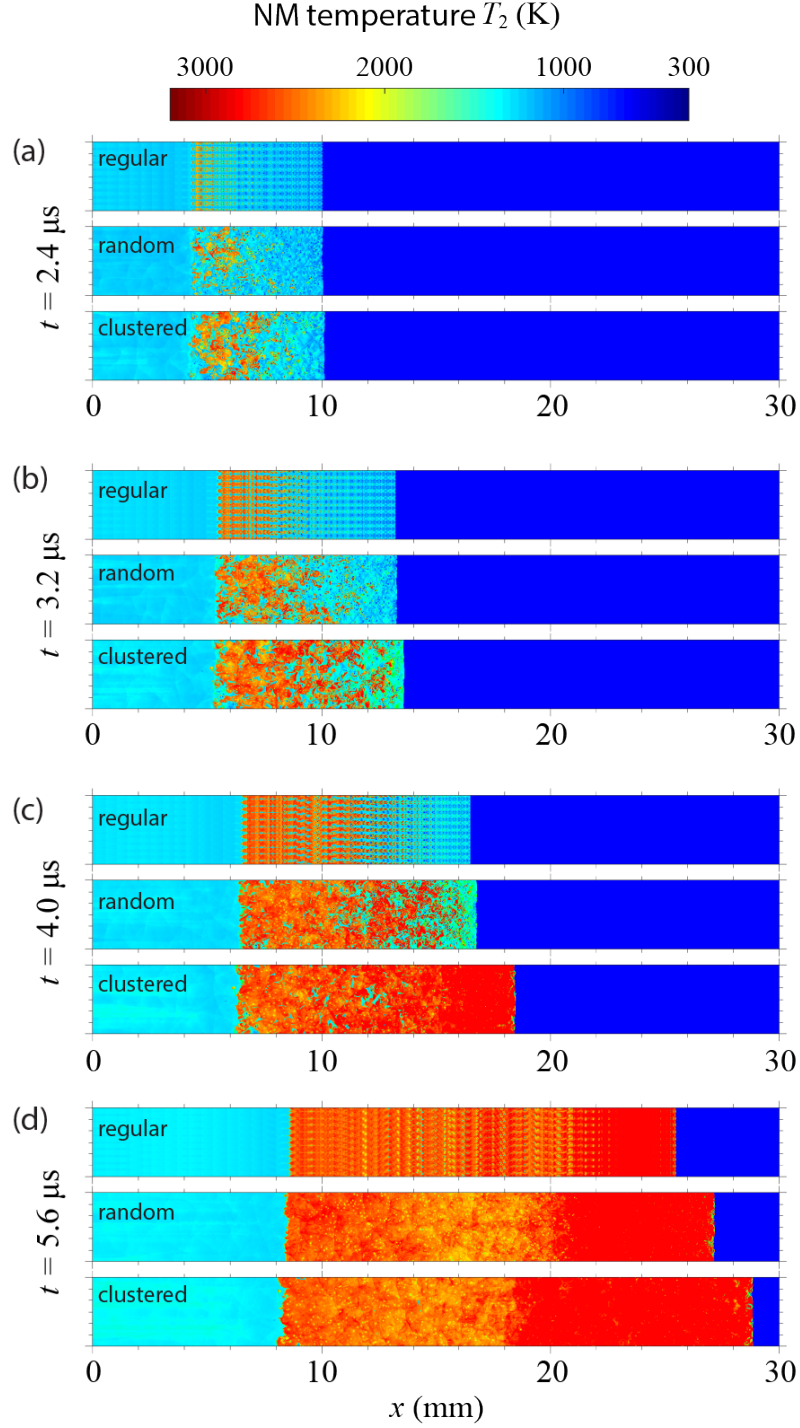 NM temperature T₂ (K)
3000 2000 1000 300
(a)
t = 2.4 µs
regular
random
clustered
0 10 20 30
(b)
t = 3.2 µs
regular
random
clustered
0 10 20 30
(c)
t = 4.0 µs
regular
random
clustered
0 10 20 30
(d)
t = 5.6 µs
regular
random
clustered
0 10 20 30
x (mm)